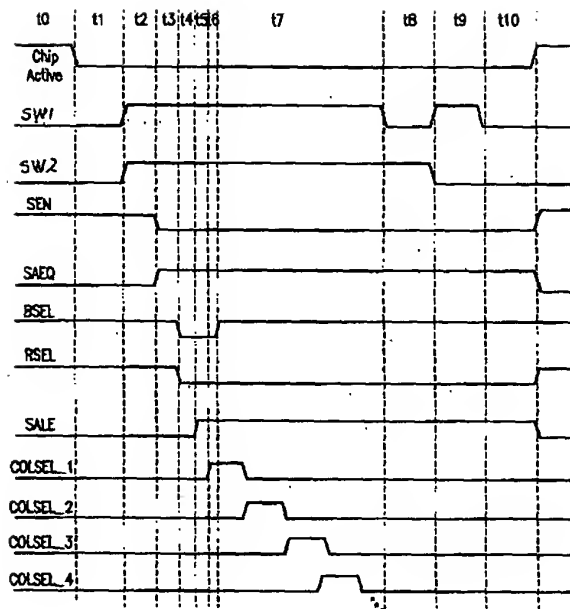 t0 t1 t2 t3 t4 t5 t6 t7 t8 t9 t10
Chip
Active
SW1
SW2
SEN
SAEQ
BSEL
RSEL
SALE
COLSEL_1
COLSEL_2
COLSEL_3
COLSEL_4